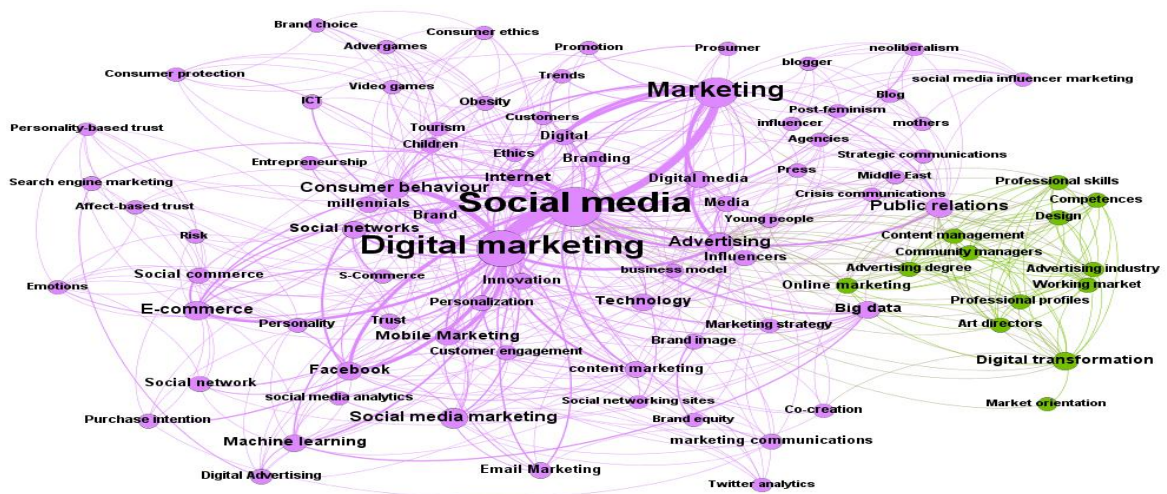 Brand choice
Consumer ethics
Advergames
Promotion
Prosumer
neoliberalism
blogger
Consumer protection
Trends
social media influencer marketing
Video games
Marketing
Blog
ICT
Obesity
Post-feminism
Customers
influencer
mothers
Personality-based trust
Tourism
Digital
Agencies
Children
Ethics
Branding
Strategic communications
Entrepreneurship
Press
Middle East
Search engine marketing
Internet
Digital media
Professional skills
Consumer behaviour
Crisis communications
Competences
millennials
Social media
Media
Public relations
Affect-based trust
Brand
Young people
Design
Social networks
Content management
Risk
Digital marketing
Advertising
Community managers
Influencers
Social commerce
S-Commerce
Innovation
business model
Advertising degree
Advertising industry
Emotions
Online marketing
Working market
E-commerce
Personalization
Technology
Big data
Professional profiles
Personality
Trust
Marketing strategy
Art directors
Mobile Marketing
Brand image
Customer engagement
Digital transformation
Facebook
content marketing
Social network
social media analytics
Social networking sites
Market orientation
Purchase intention
Social media marketing
Brand equity
Co-creation
Machine learning
marketing communications
Digital Advertising
Email Marketing
Twitter analytics